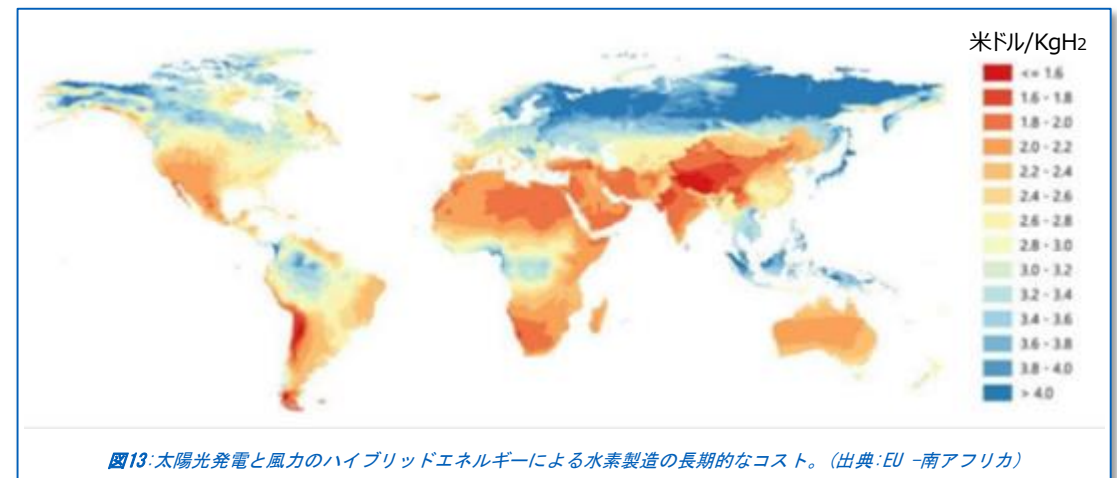 米ドル/KgH2
<= 1.6
1.6 - 1.8
1.8 - 2.0
2.0 - 2.2
2.2 - 2.4
2.4 - 2.6
2.6 - 2.8
2.8 - 3.0
3.0 - 3.2
3.2 - 3.4
3.4 - 3.6
3.6 - 3.8
3.8 - 4.0
> 4.0
図13:太陽光発電と風力のハイブリッドエネルギーによる水素製造の長期的なコスト。(出典:EU -南アフリカ)